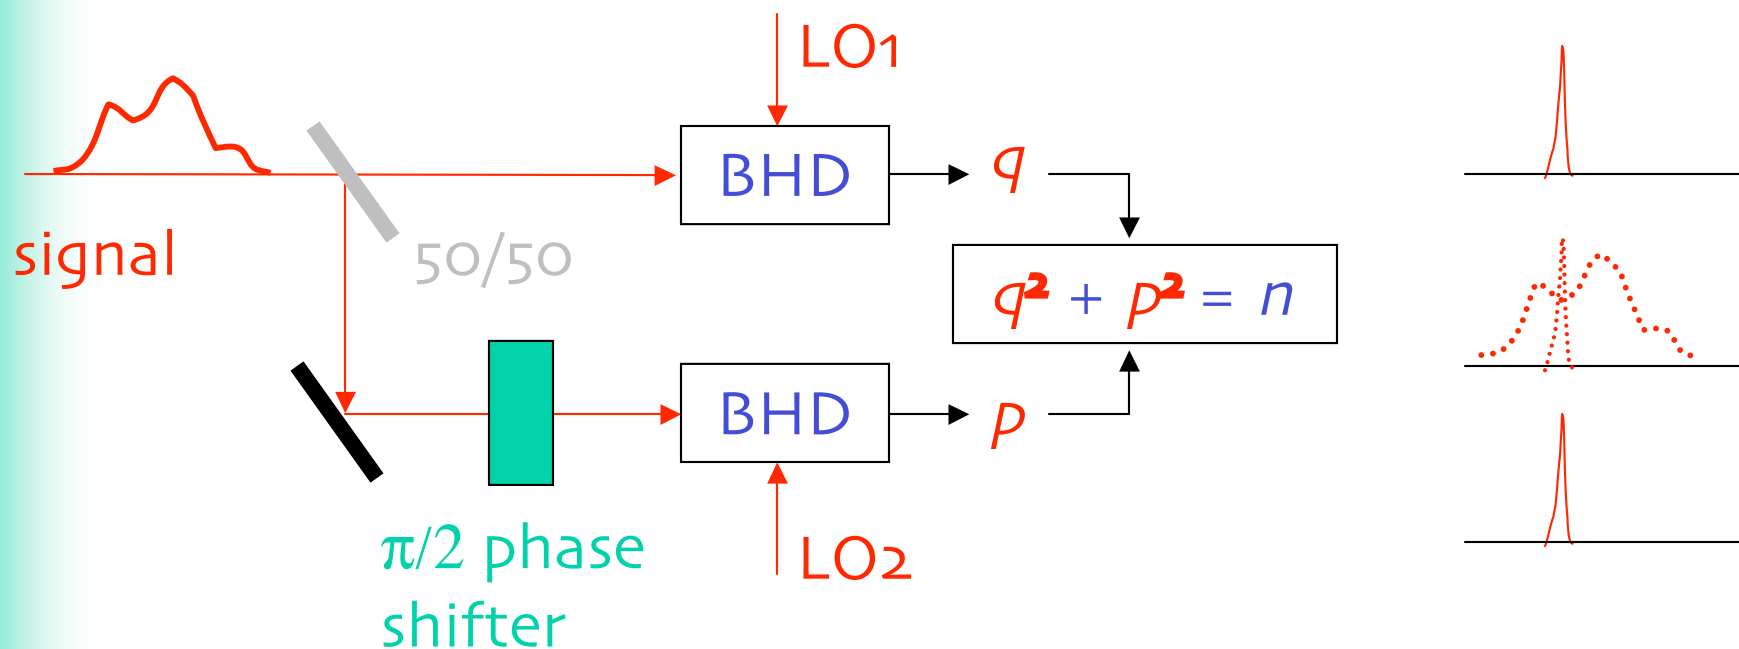 LO1
BHD
q
signal
50/50
q² + p² = n
BHD
p
π/2 phase
shifter
LO2